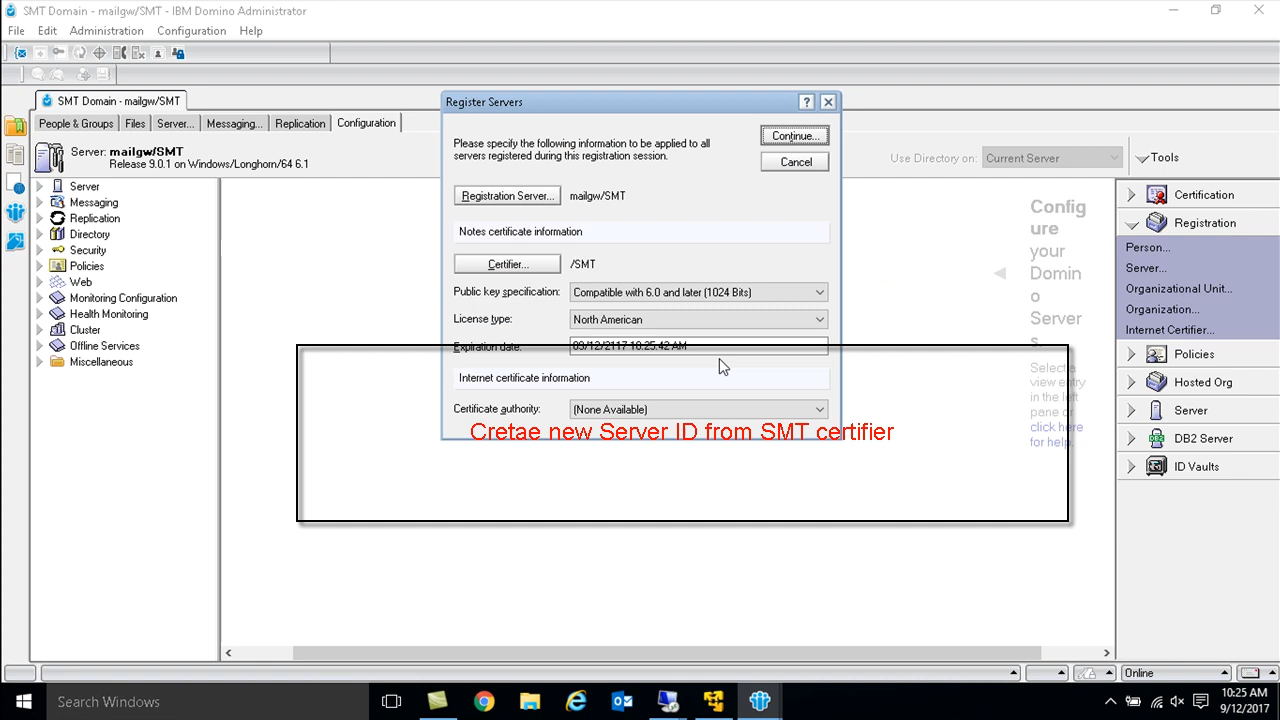 SMT Domain - mailgw/SMT - IBM Domino Administrator
File Edit Administration Configuration Help
SMT Domain - mailgw/SMT
People & Groups Files Server... Messaging... Replication Configuration
Server: mailgw/SMT
Release 9.0.1 on Windows/Longhorn/64 6.1
Use Directory on: Current Server
Tools
Server
Messaging
Replication
Directory
Security
Policies
Web
Monitoring Configuration
Health Monitoring
Cluster
Offline Services
Miscellaneous
Register Servers
Please specify the following information to be applied to all
servers registered during this registration session.
Continue...
Cancel
Registration Server... mailgw/SMT
Notes certificate information
Certifier... /SMT
Public key specification: Compatible with 6.0 and later (1024 Bits)
License type: North American
Expiration date: 09/12/2117 10:25:42 AM
Internet certificate information
Certificate authority: (None Available)
Cretae new Server ID from SMT certifier
Config
ure
your
Domin
o
Server
s
Select a
view entry
in the left
pane or
click here
for help.
Certification
Registration
Person...
Server...
Organizational Unit...
Organization...
Internet Certifier...
Policies
Hosted Org
Server
DB2 Server
ID Vaults
Online
Search Windows
10:25 AM
9/12/2017